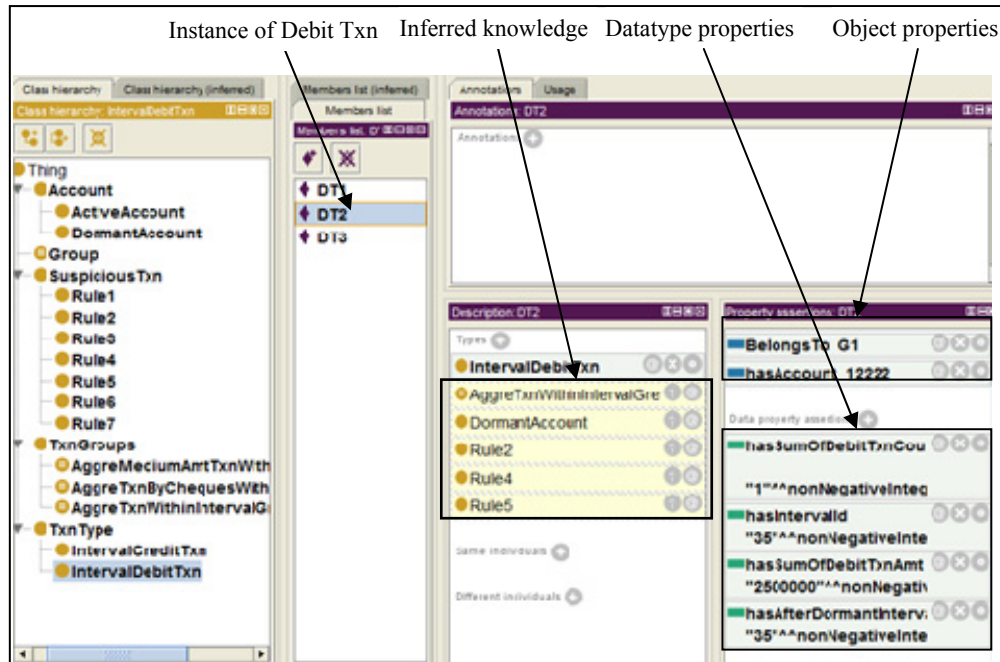 Instance of Debit Txn Inferred knowledge Datatype properties Object properties
Class hierarchy Class hierarchy (inferred)
Class hierarchy: IntervalDebitTxn
Thing
Account
ActiveAccount
DormantAccount
Group
SuspiciousTxn
Rule1
Rule2
Rule3
Rule4
Rule5
Rule6
Rule7
TxnGroups
AggreMediumAmtTxnWith
AggreTxnByChequesWith
AggreTxnWithinIntervalG
TxnType
IntervalCreditTxn
IntervalDebitTxn
Members list (inferred)
Members list
Members list: D
DT1
DT2
DT3
Annotations Usage
Annotations: DT2
Annotations
Description: DT2
Types
IntervalDebitTxn
AggreTxnWithinIntervalGre
DormantAccount
Rule2
Rule4
Rule5
Same individuals
Different individuals
Property assertions: DT2
BelongsTo G1
hasAccount 12222
Data property assertions
hasSumOfDebitTxnCou
"1"^^nonNegativeInteg
hasIntervalId
"35"^^nonNegativeInte
hasSumOfDebitTxnAmt
"2500000"^^nonNegativ
hasAfterDormantInterv
"35"^^nonNegativeInte